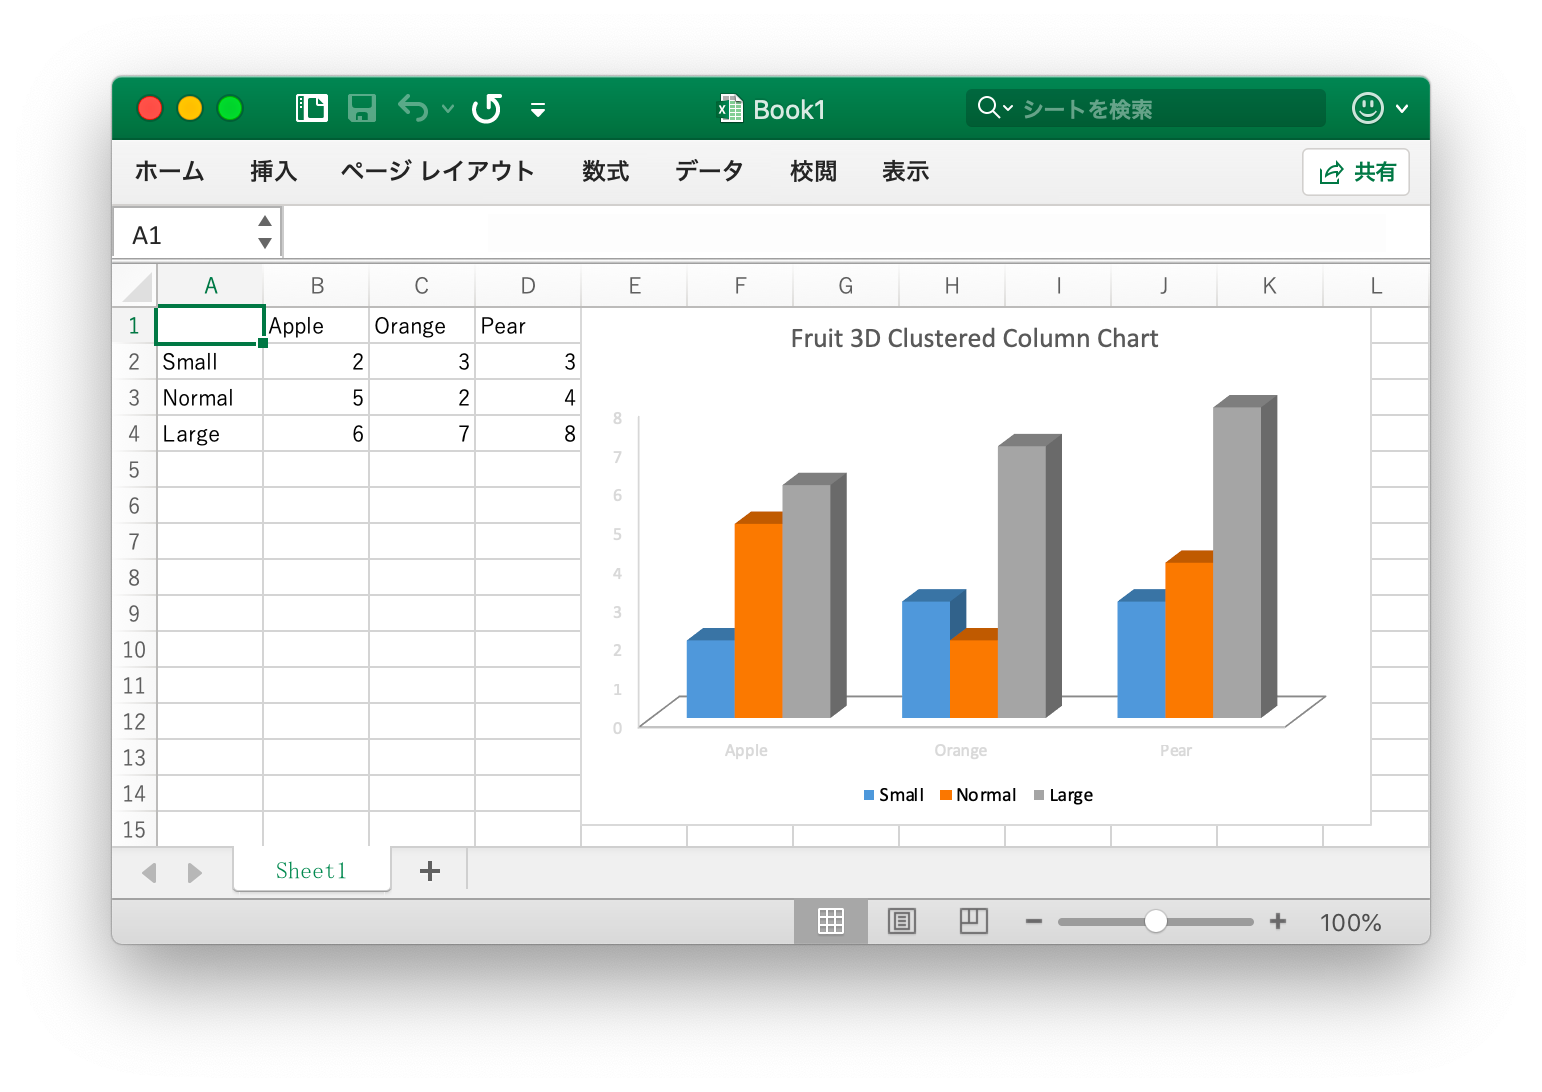 Book1
シートを検索
ホーム 挿入 ページ レイアウト 数式 データ 校閲 表示 共有
A1
A B C D E F G H I J K L
1 Apple Orange Pear
2 Small 2 3 3
3 Normal 5 2 4
4 Large 6 7 8
5
6
7
8
9
10
11
12
13
14
15
Fruit 3D Clustered Column Chart
8
7
6
5
4
3
2
1
0
Apple Orange Pear
Small Normal Large
Sheet1
100%